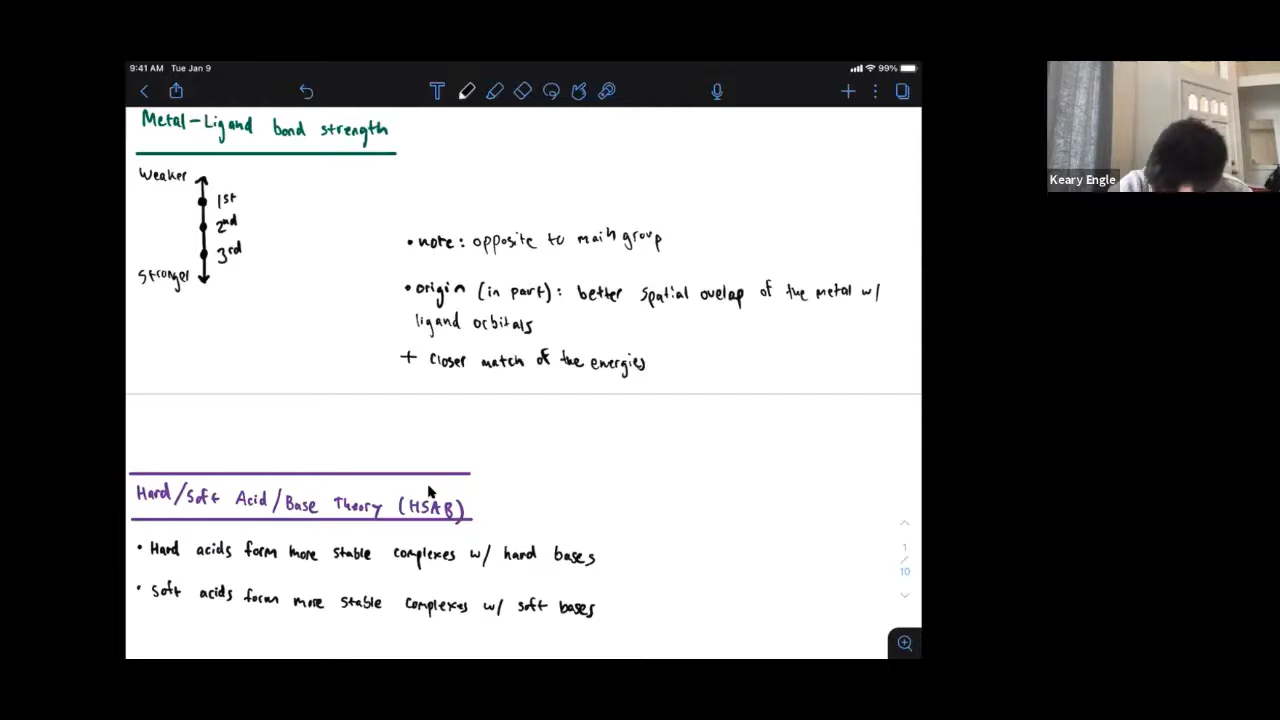 9:41 AM Tue Jan 9
99%
Metal-Ligand bond strength
Weaker
1st
2nd
3rd
Stronger
• note: opposite to main group
• origin (in part): better spatial ovelap of the metal w/
ligand orbitals
+ closer match of the energies
Hard/Soft Acid/Base Theory (HSAB)
• Hard acids form more stable complexes w/ hard bases
• Soft acids form more stable complexes w/ soft bases
1
/
10
Keary Engle